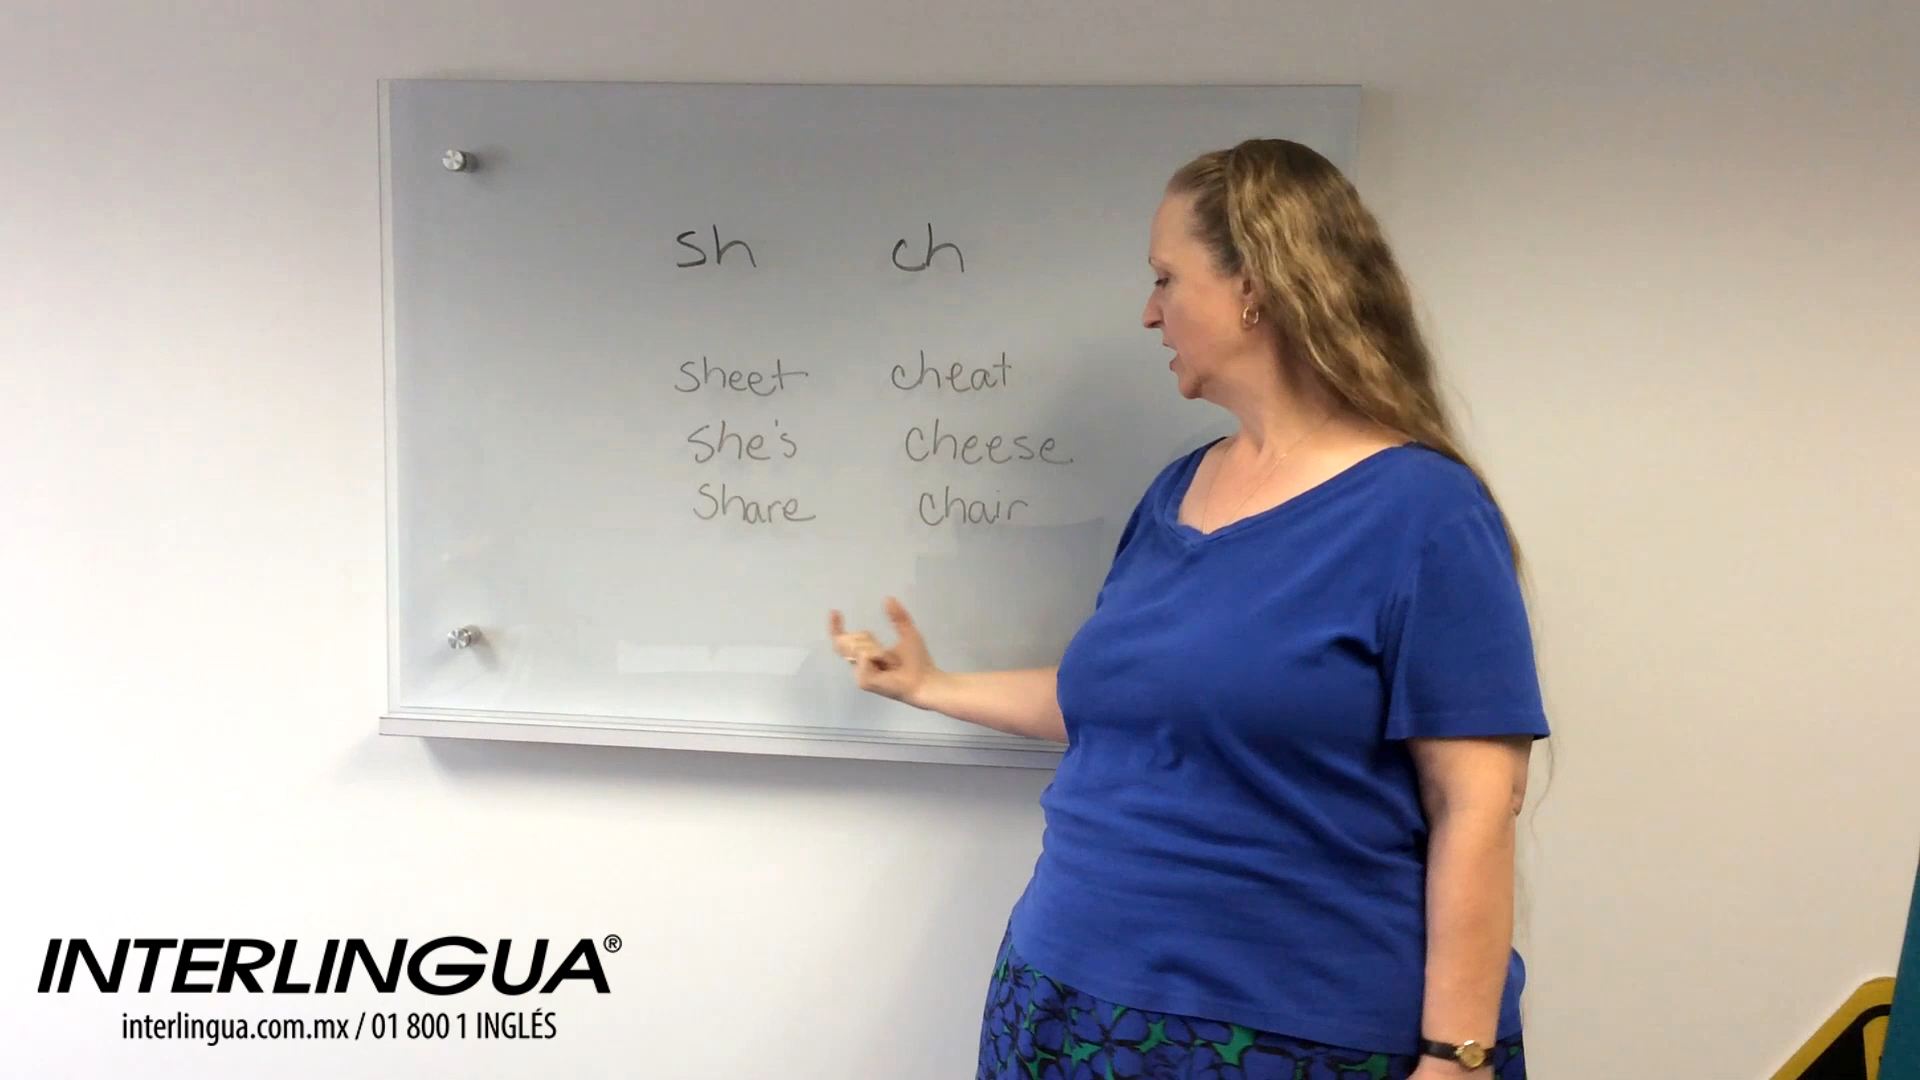 sh ch
sheet cheat
she's cheese
share chair
INTERLINGUA®
interlingua.com.mx / 01 800 1 INGLÉS